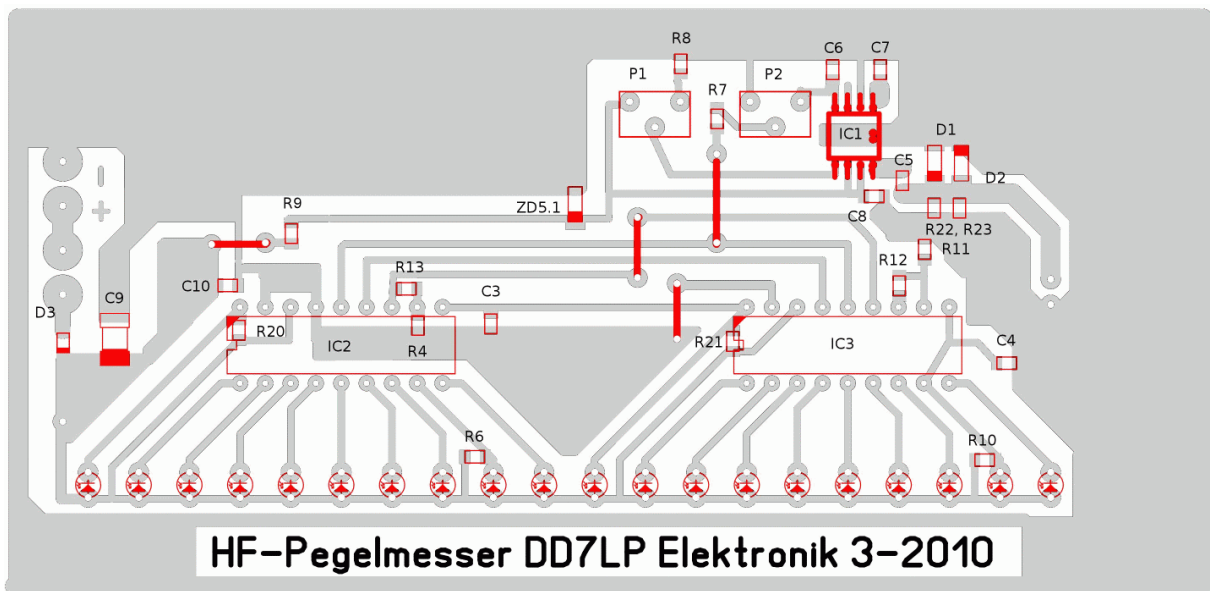 R8
C6
C7
P1
P2
R7
IC1
D1
C5
D2
-
+
R9
ZD5.1
C8
R22, R23
R11
R12
R13
C10
C9
D3
C3
R20
IC2
R4
R21
IC3
C4
R6
R10
HF-Pegelmesser DD7LP Elektronik 3-2010